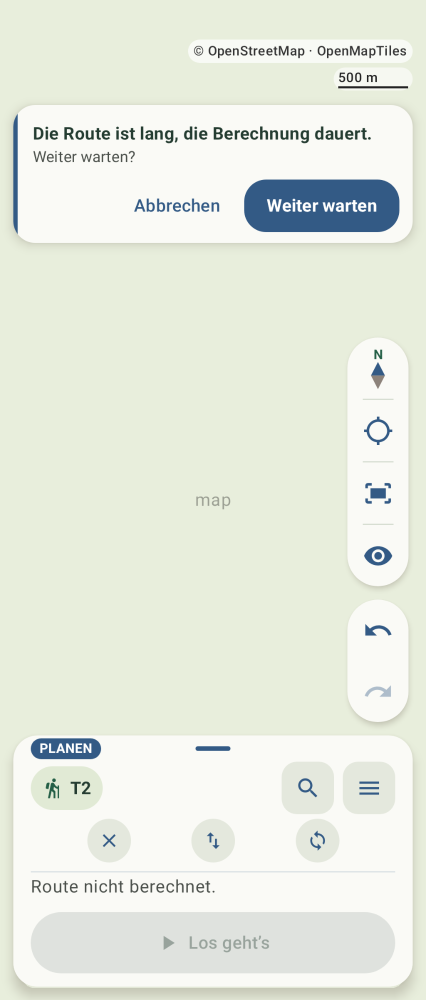 © OpenStreetMap · OpenMapTiles
500 m
Die Route ist lang, die Berechnung dauert.
Weiter warten?
Abbrechen
Weiter warten
N
map
PLANEN
T2
Route nicht berechnet.
Los geht's